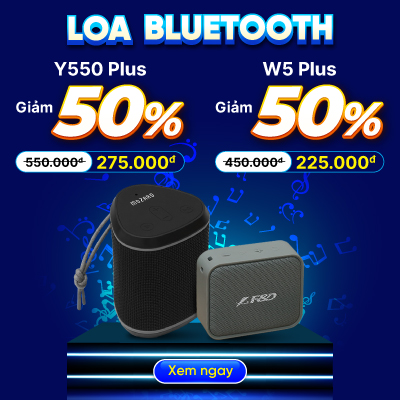 LOA BLUETOOTH
Y550 Plus
Giảm 50%
550.000đ 275.000đ
W5 Plus
Giảm 50%
450.000đ 225.000đ
mozard
F&D
Xem ngay